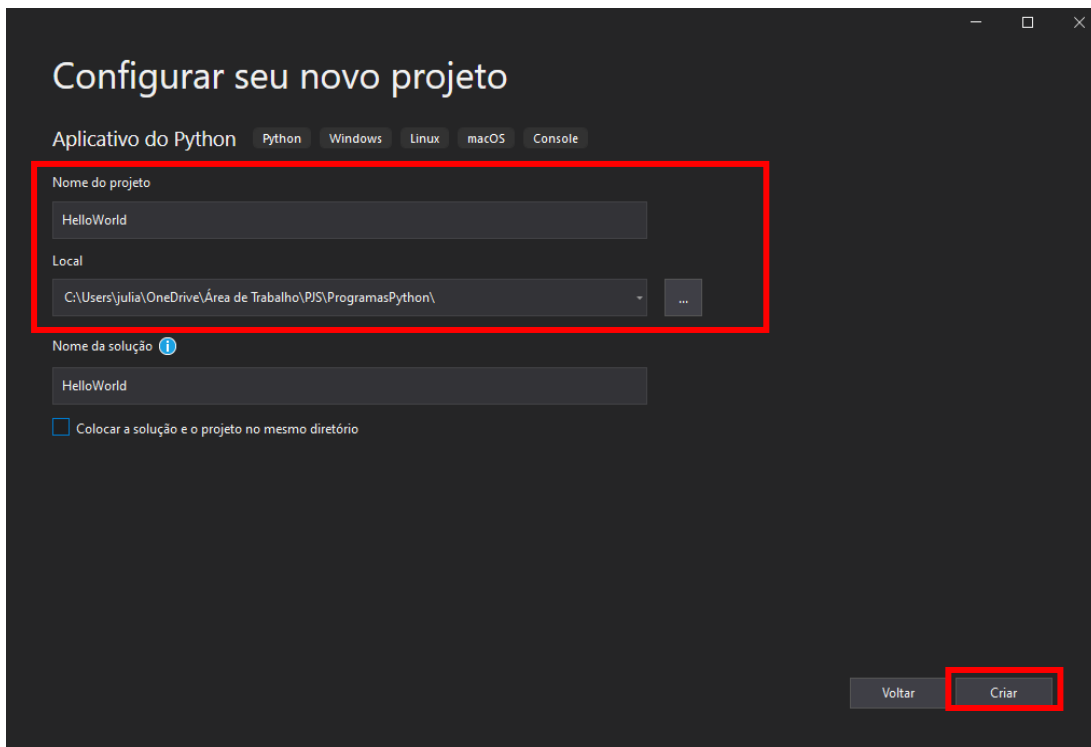 Configurar seu novo projeto
Aplicativo do Python Python Windows Linux macOS Console
Nome do projeto
HelloWorld
Local
C:\Users\julia\OneDrive\Área de Trabalho\PJS\ProgramasPython\ ...
Nome da solução
HelloWorld
Colocar a solução e o projeto no mesmo diretório
Voltar Criar